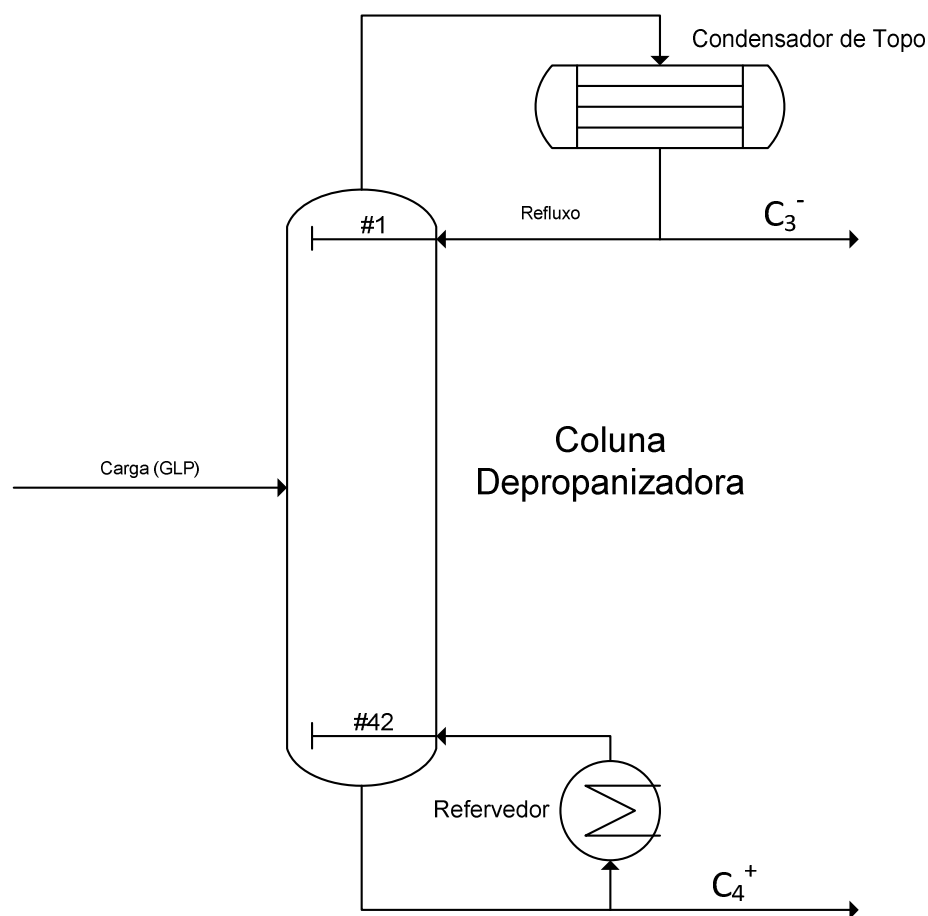 Condensador de Topo
#1
Refluxo
C₃⁻
Carga (GLP)
Coluna
Depropanizadora
#42
Refervedor
C₄⁺